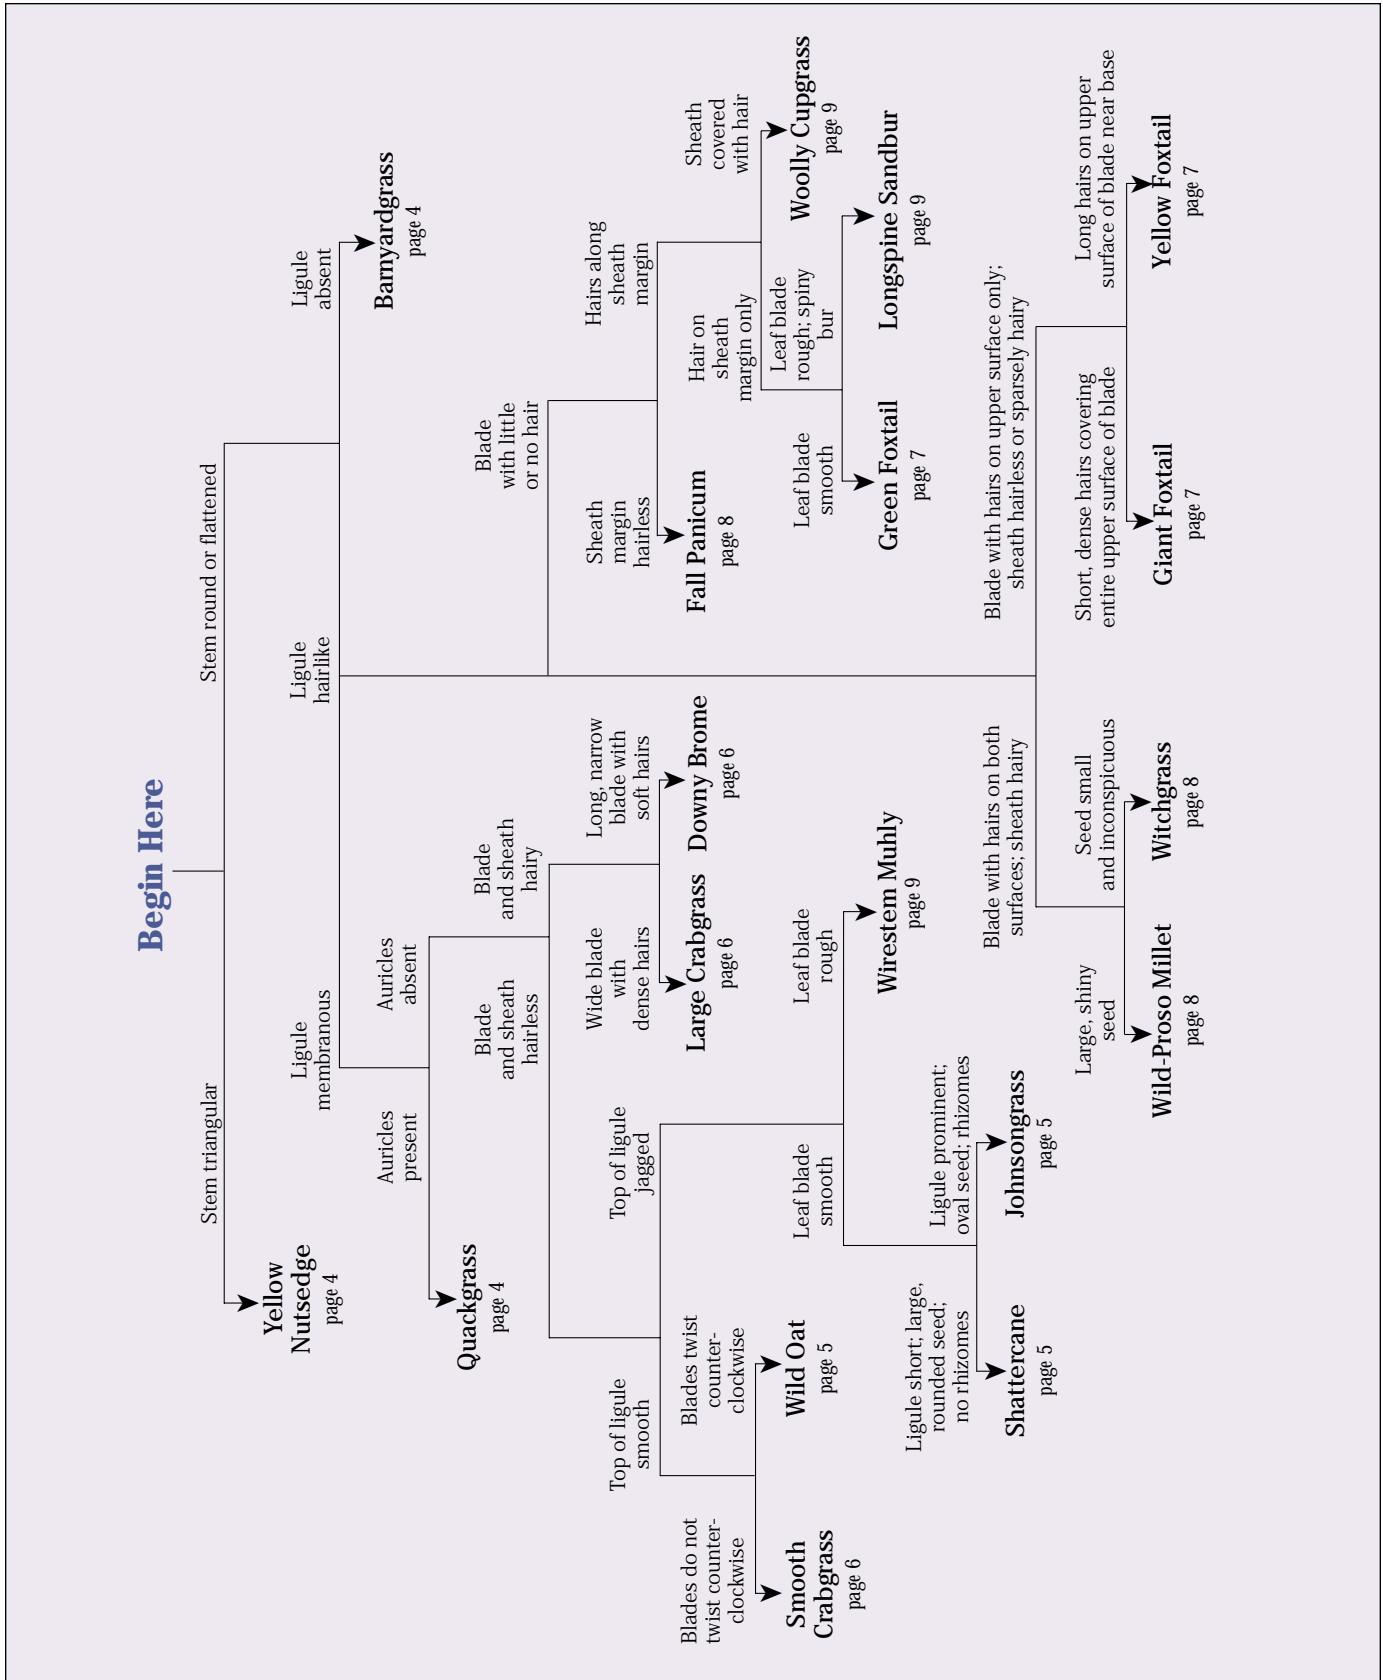 Begin Here
Stem triangular
Stem round or flattened
Yellow
Nutsedge
page 4
Ligule
membranous
Ligule
hairlike
Ligule
absent
Barnyardgrass
page 4
Auricles
present
Auricles
absent
Quackgrass
page 4
Blade
and sheath
hairless
Blade
and sheath
hairy
Blade
with little
or no hair
Top of ligule
smooth
Top of ligule
jagged
Wide blade
with
dense hairs
Long, narrow
blade with
soft hairs
Sheath
margin
hairless
Hairs along
sheath
margin
Large Crabgrass
page 6
Downy Brome
page 6
Fall Panicum
page 8
Hair on
sheath
margin only
Sheath
covered
with hair
Blades do not
twist counter-
clockwise
Blades twist
counter-
clockwise
Smooth
Crabgrass
page 6
Wild Oat
page 5
Leaf blade
smooth
Leaf blade
rough
Leaf blade
smooth
Leaf blade
rough; spiny
bur
Woolly Cupgrass
page 9
Wirestem Muhly
page 9
Green Foxtail
page 7
Longspine Sandbur
page 9
Ligule short; large,
rounded seed;
no rhizomes
Ligule prominent;
oval seed; rhizomes
Shattercane
page 5
Johnsongrass
page 5
Blade with hairs on both
surfaces; sheath hairy
Blade with hairs on upper surface only;
sheath hairless or sparsely hairy
Large, shiny
seed
Seed small
and inconspicuous
Short, dense hairs covering
entire upper surface of blade
Long hairs on upper
surface of blade near base
Wild-Proso Millet
page 8
Witchgrass
page 8
Giant Foxtail
page 7
Yellow Foxtail
page 7